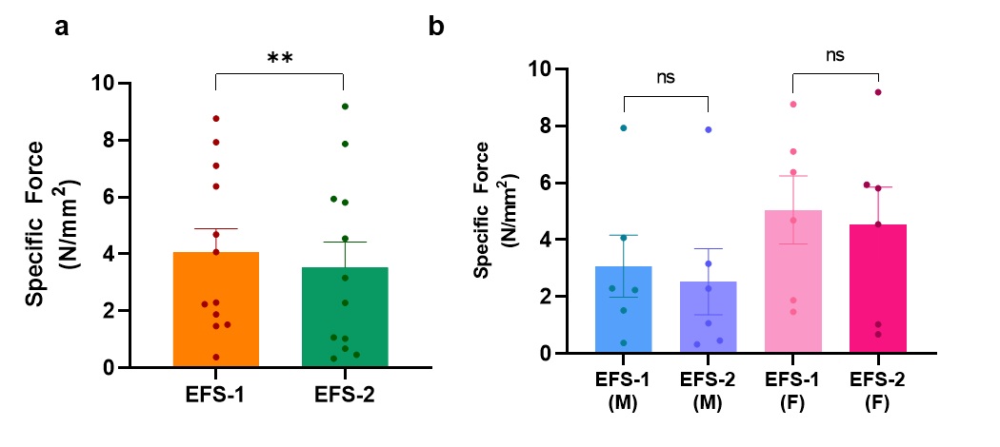 a
**
Specific Force
(N/mm²)
10
8
6
4
2
0
EFS-1
EFS-2
b
ns
ns
Specific Force
(N/mm²)
10
8
6
4
2
0
EFS-1
(M)
EFS-2
(M)
EFS-1
(F)
EFS-2
(F)